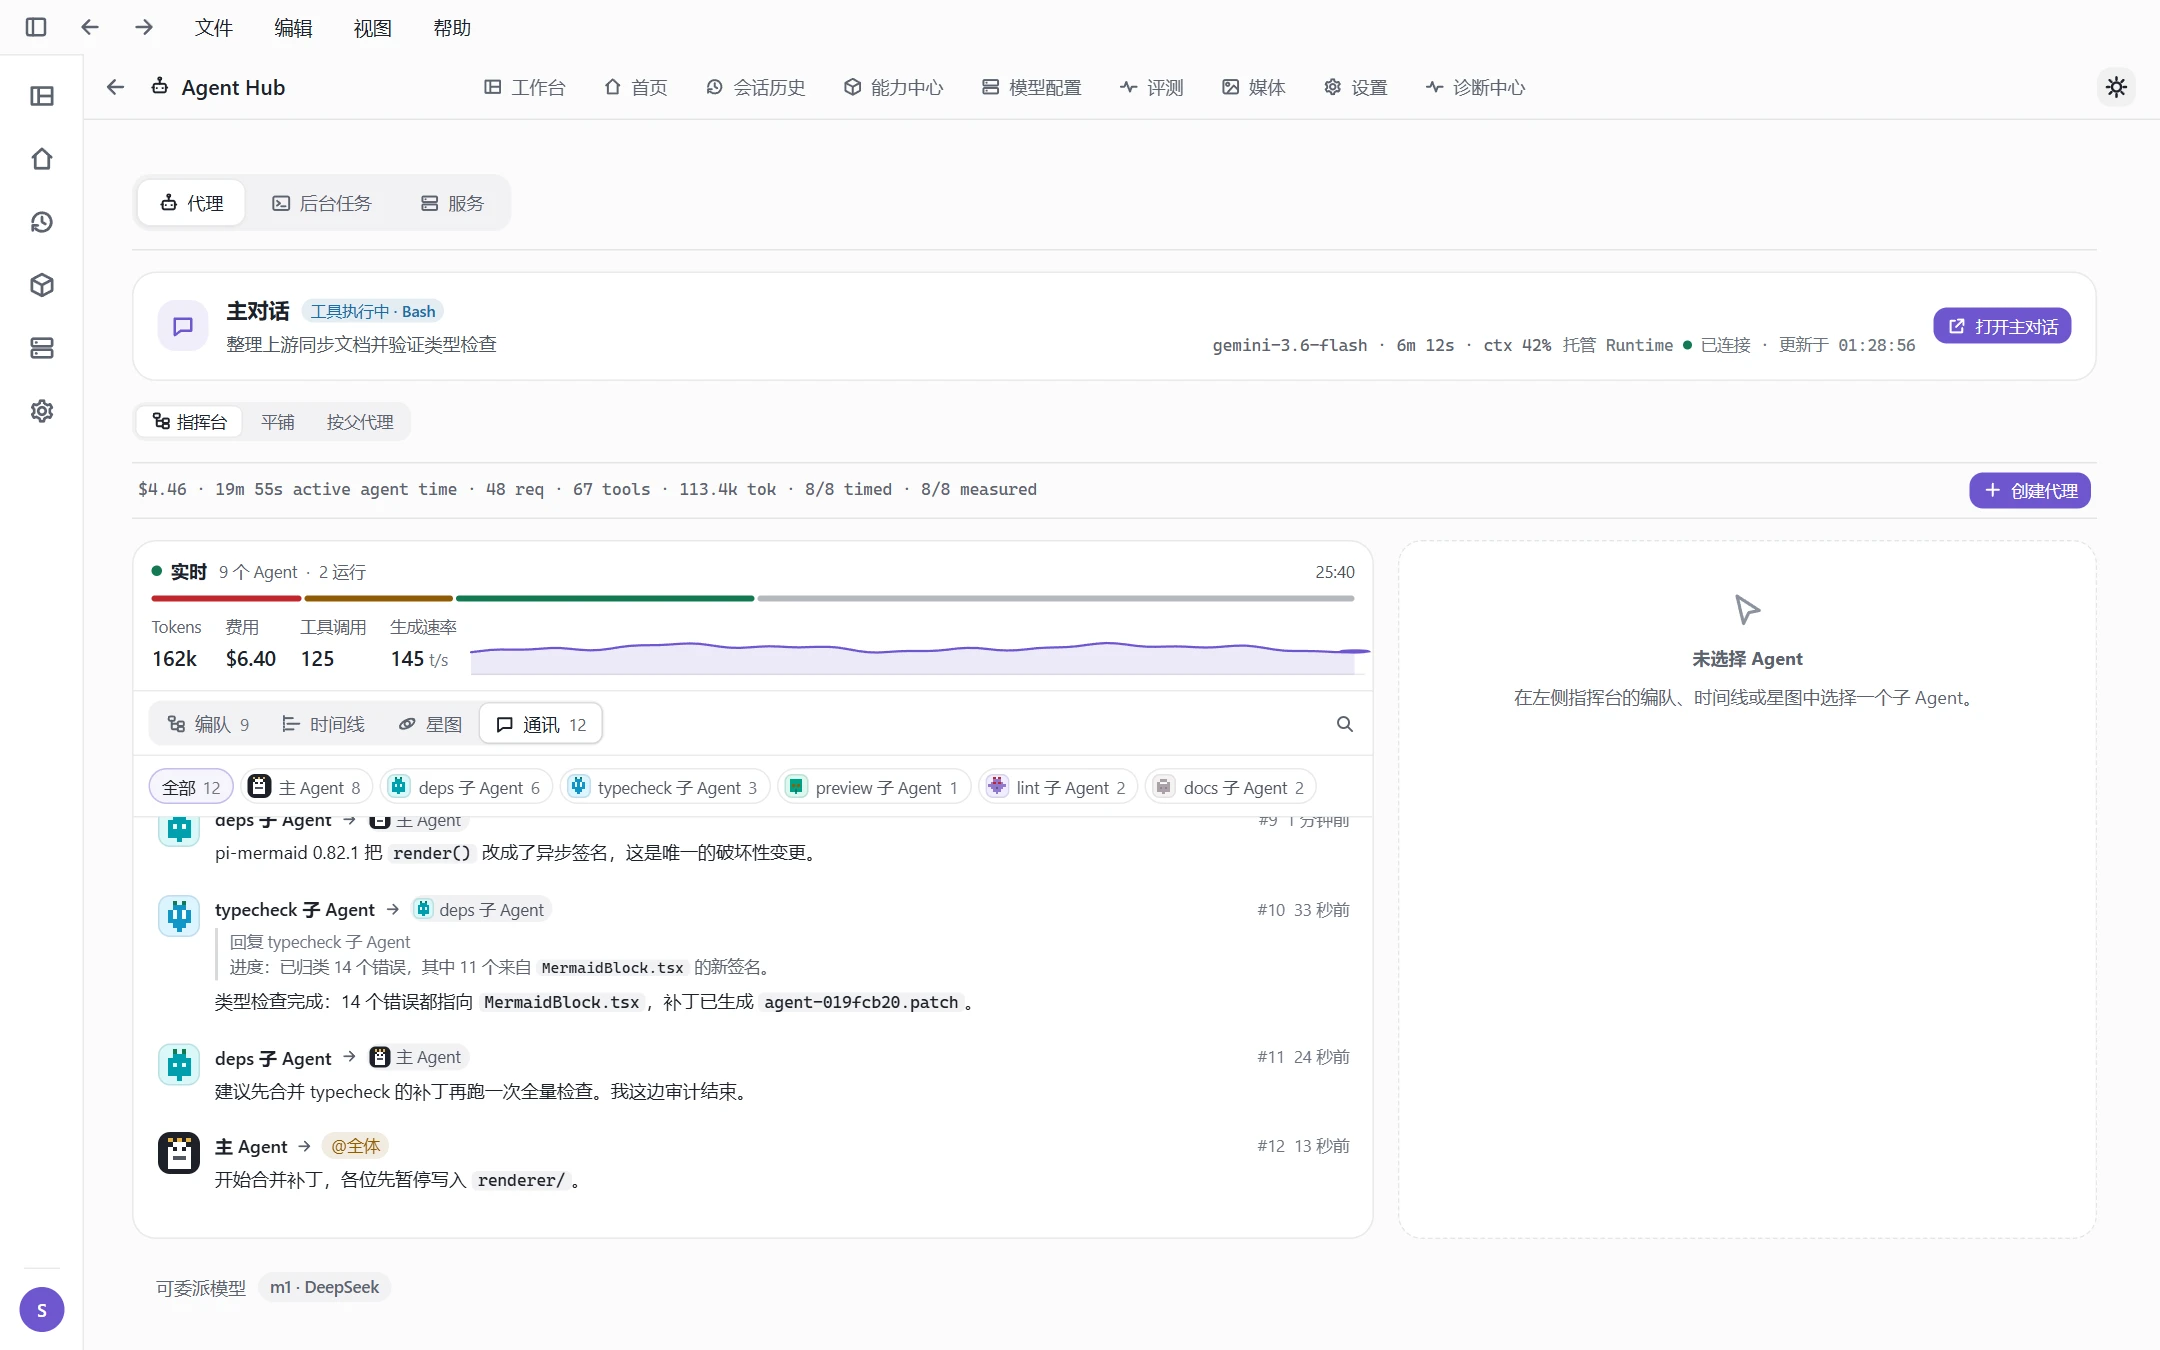 文件 编辑 视图 帮助
Agent Hub 工作台 首页 会话历史 能力中心 模型配置 评测 媒体 设置 诊断中心
代理 后台任务 服务
主对话 工具执行中 · Bash
整理上游同步文档并验证类型检查
gemini-3.6-flash · 6m 12s · ctx 42% 托管 Runtime 已连接 · 更新于 01:28:56
打开主对话
指挥台 平铺 按父代理
$4.46 · 19m 55s active agent time · 48 req · 67 tools · 113.4k tok · 8/8 timed · 8/8 measured
创建代理
实时 9 个 Agent · 2 运行 25:40
Tokens 费用 工具调用 生成速率
162k $6.40 125 145 t/s
编队 9 时间线 星图 通讯 12
全部 12 主 Agent 8 deps 子 Agent 6 typecheck 子 Agent 3 preview 子 Agent 1 lint 子 Agent 2 docs 子 Agent 2
deps 子 Agent → 主 Agent #9 1 分钟前
pi-mermaid 0.82.1 把 render() 改成了异步签名，这是唯一的破坏性变更。
typecheck 子 Agent → deps 子 Agent #10 33 秒前
回复 typecheck 子 Agent
进度：已归类 14 个错误，其中 11 个来自 MermaidBlock.tsx 的新签名。
类型检查完成：14 个错误都指向 MermaidBlock.tsx，补丁已生成 agent-019fcb20.patch。
deps 子 Agent → 主 Agent #11 24 秒前
建议先合并 typecheck 的补丁再跑一次全量检查。我这边审计结束。
主 Agent → @全体 #12 13 秒前
开始合并补丁，各位先暂停写入 renderer/。
未选择 Agent
在左侧指挥台的编队、时间线或星图中选择一个子 Agent。
可委派模型 m1 · DeepSeek
S